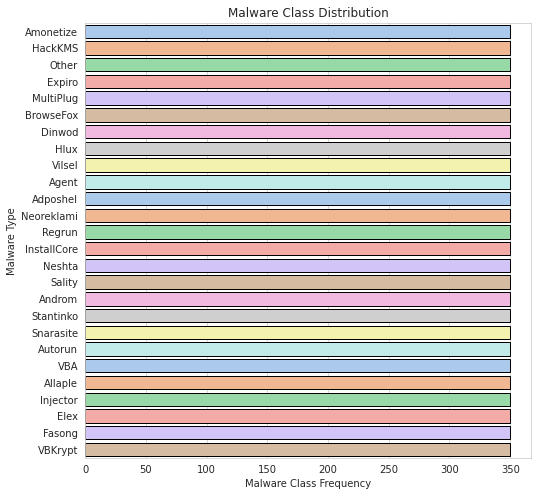 Malware Class Distribution
Malware Type
Amonetize
HackKMS
Other
Expiro
MultiPlug
BrowseFox
Dinwod
Hlux
Vilsel
Agent
Adposhel
Neoreklami
Regrun
InstallCore
Neshta
Sality
Androm
Stantinko
Snarasite
Autorun
VBA
Allaple
Injector
Elex
Fasong
VBKrypt
0 50 100 150 200 250 300 350
Malware Class Frequency